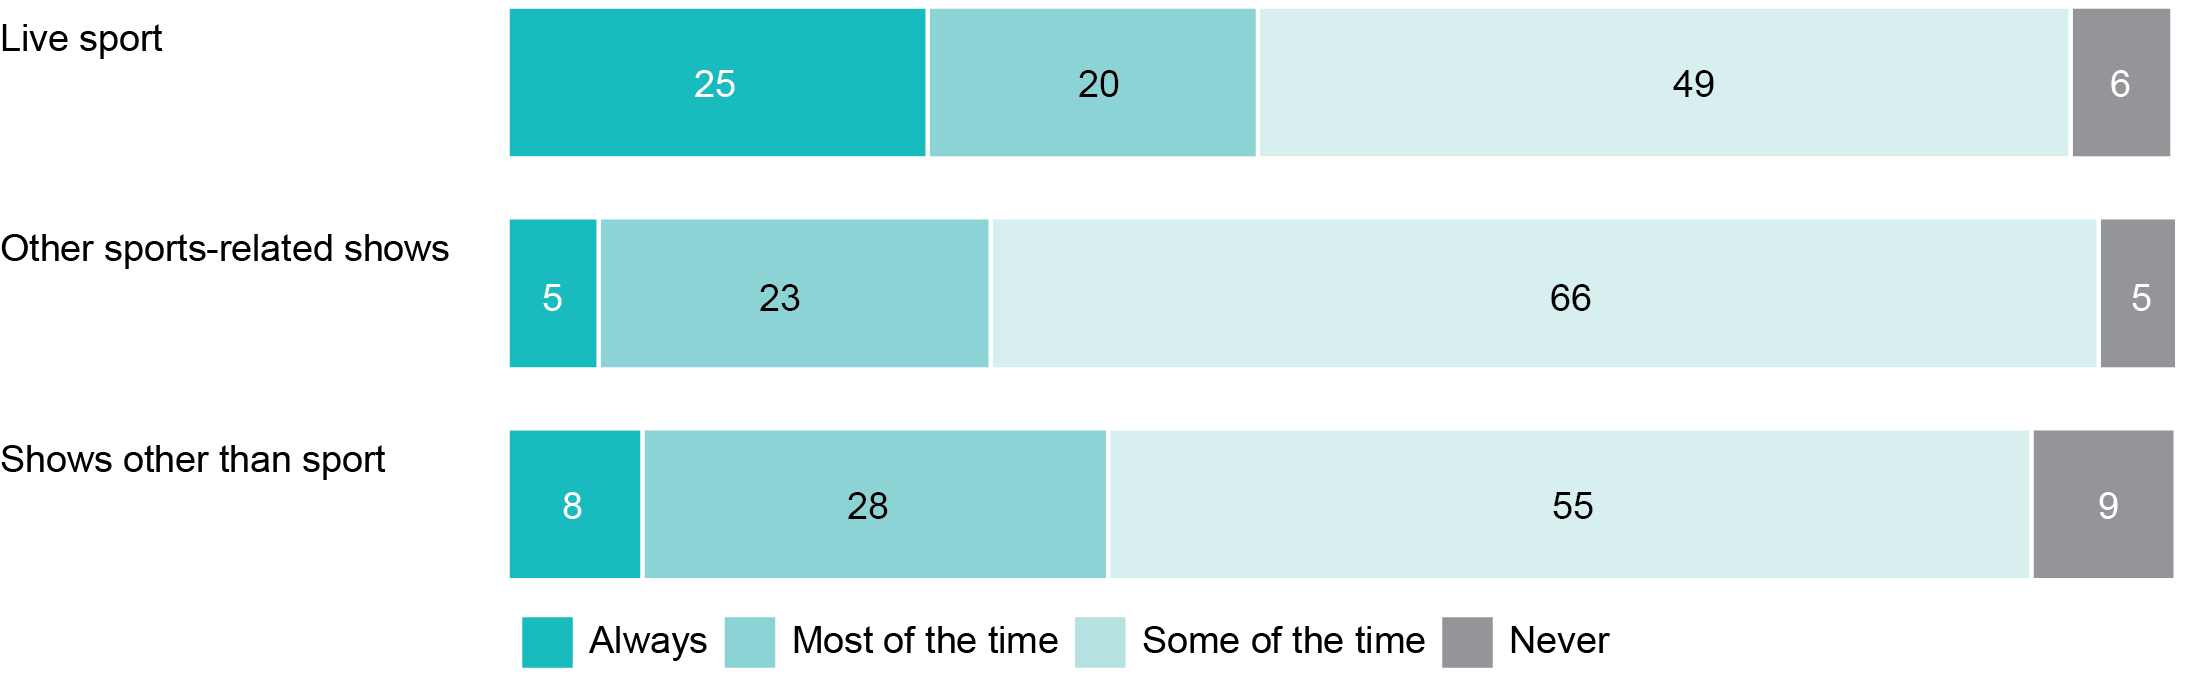 Live sport
25 20 49 6
Other sports-related shows
5 23 66 5
Shows other than sport
8 28 55 9
Always Most of the time Some of the time Never